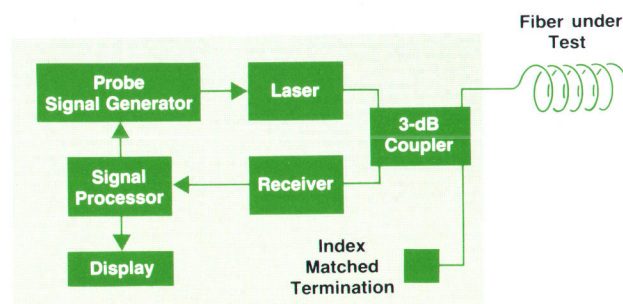 Fiber under
Test
Probe
Signal Generator
Laser
3-dB
Coupler
Signal
Processor
Receiver
Display
Index
Matched
Termination